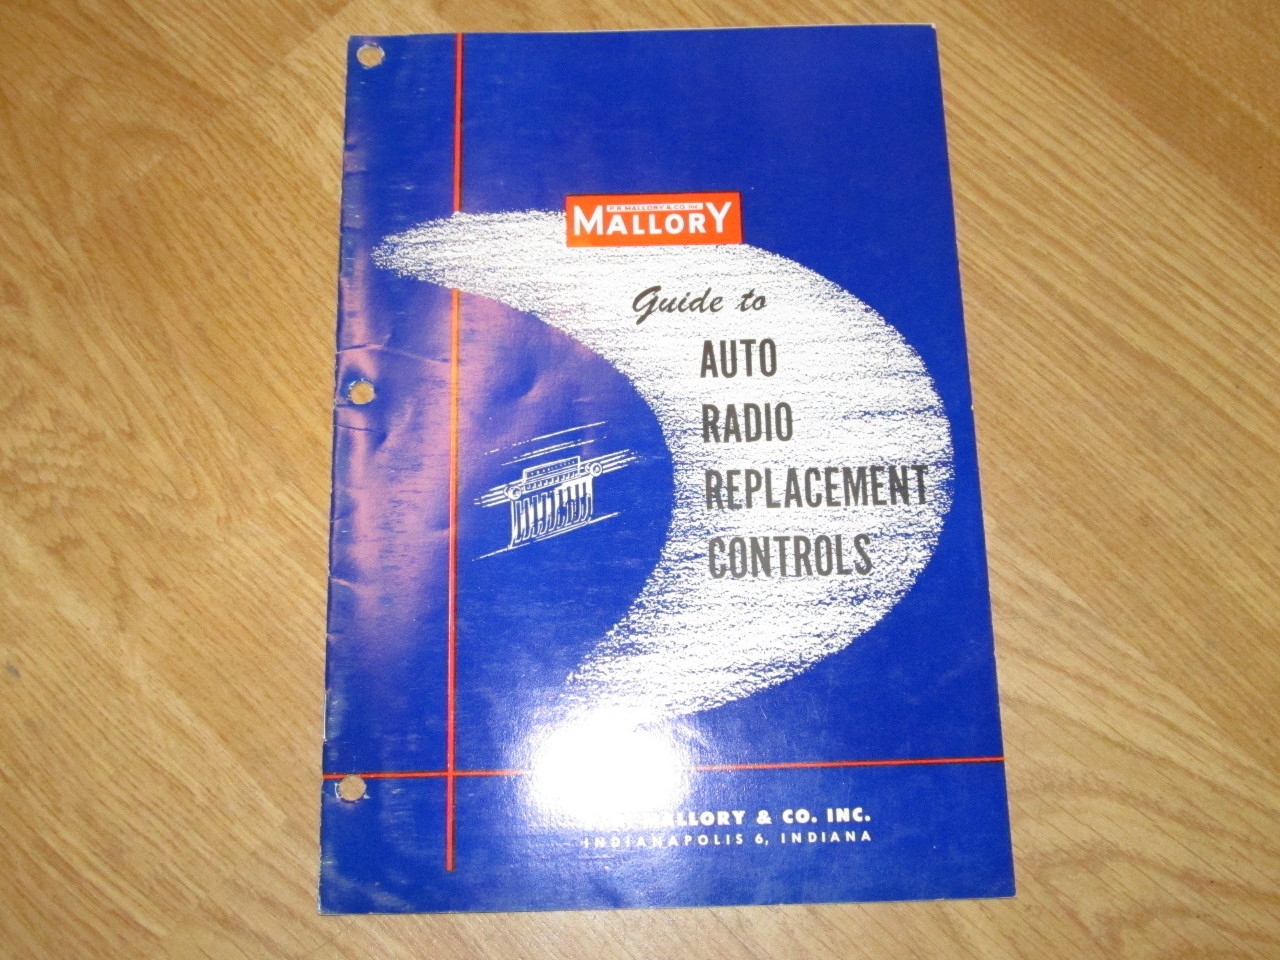 P.R. MALLORY & CO. INC.
MALLORY
Guide to
AUTO
RADIO
REPLACEMENT
CONTROLS
MALLORY & CO. INC.
INDIANAPOLIS 6, INDIANA